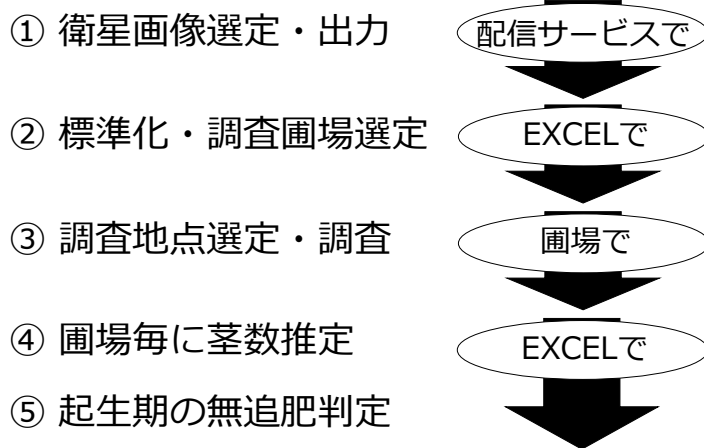 ① 衛星画像選定・出力
配信サービスで
② 標準化・調査圃場選定
EXCELで
③ 調査地点選定・調査
圃場で
④ 圃場毎に茎数推定
EXCELで
⑤ 起生期の無追肥判定